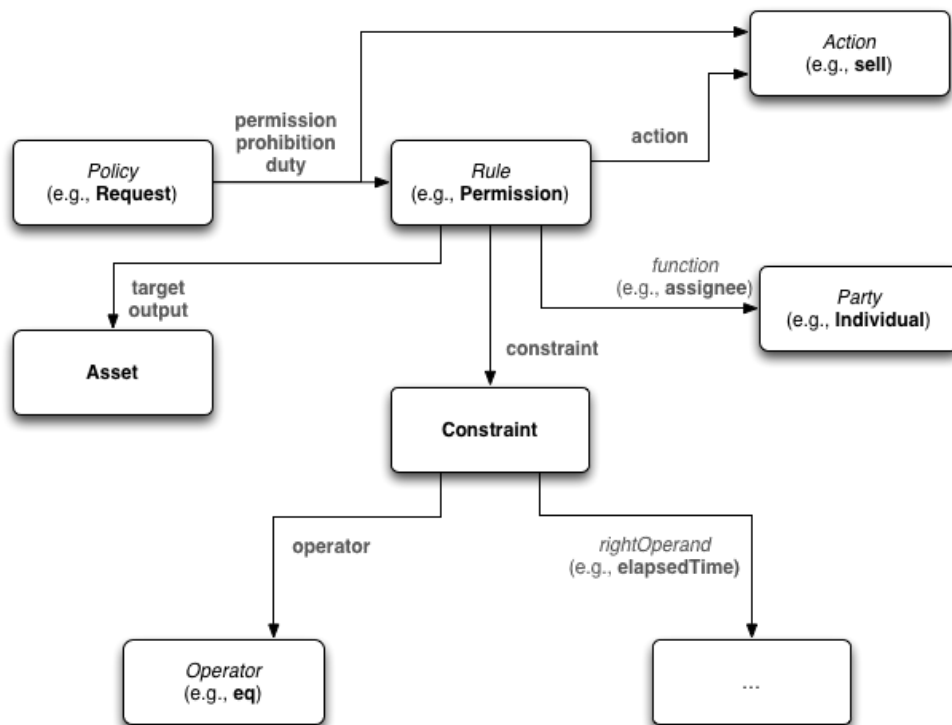 Action
(e.g., sell)
permission
prohibition
duty
action
Policy
(e.g., Request)
Rule
(e.g., Permission)
function
(e.g., assignee)
Party
(e.g., Individual)
target
output
Asset
constraint
Constraint
operator
rightOperand
(e.g., elapsedTime)
Operator
(e.g., eq)
...